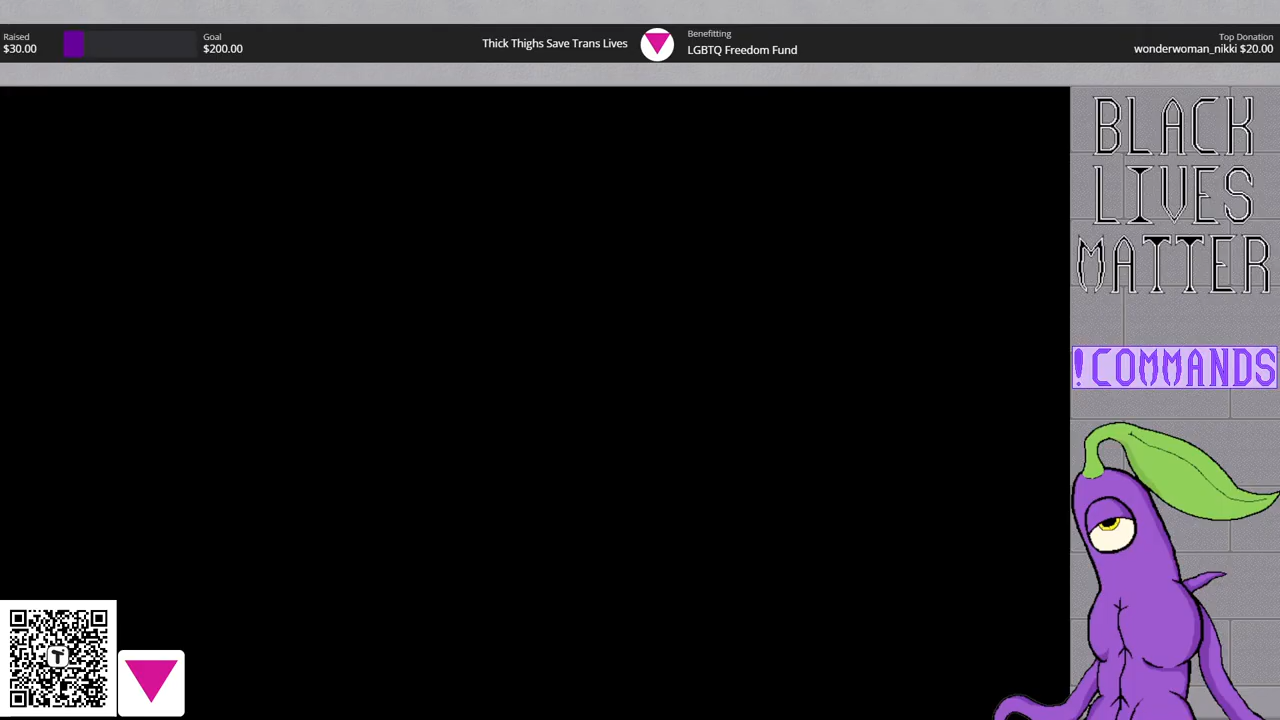 Raised
$30.00
Goal
$200.00
Thick Thighs Save Trans Lives
Benefitting
LGBTQ Freedom Fund
Top Donation
wonderwoman_nikki $20.00
BLACK
LIVES
MATTER
!COMMANDS
T